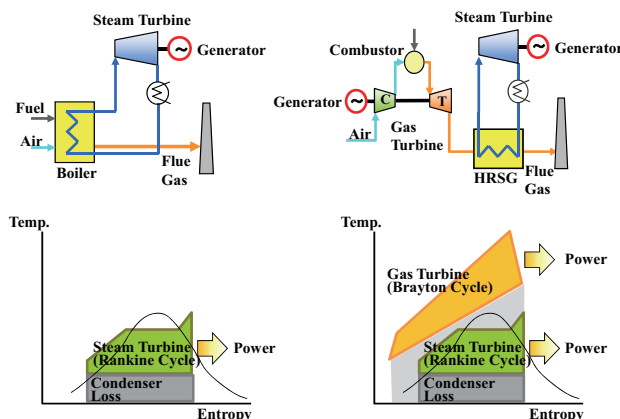 Steam Turbine
Generator
Fuel
Air
Boiler
Flue
Gas
Steam Turbine
Combustor
Generator
Generator
C
T
Air
Gas
Turbine
HRSG
Flue
Gas
Temp.
Steam Turbine
(Rankine Cycle)
Power
Condenser
Loss
Entropy
Temp.
Gas Turbine
(Brayton Cycle)
Power
Steam Turbine
(Rankine Cycle)
Power
Condenser
Loss
Entropy